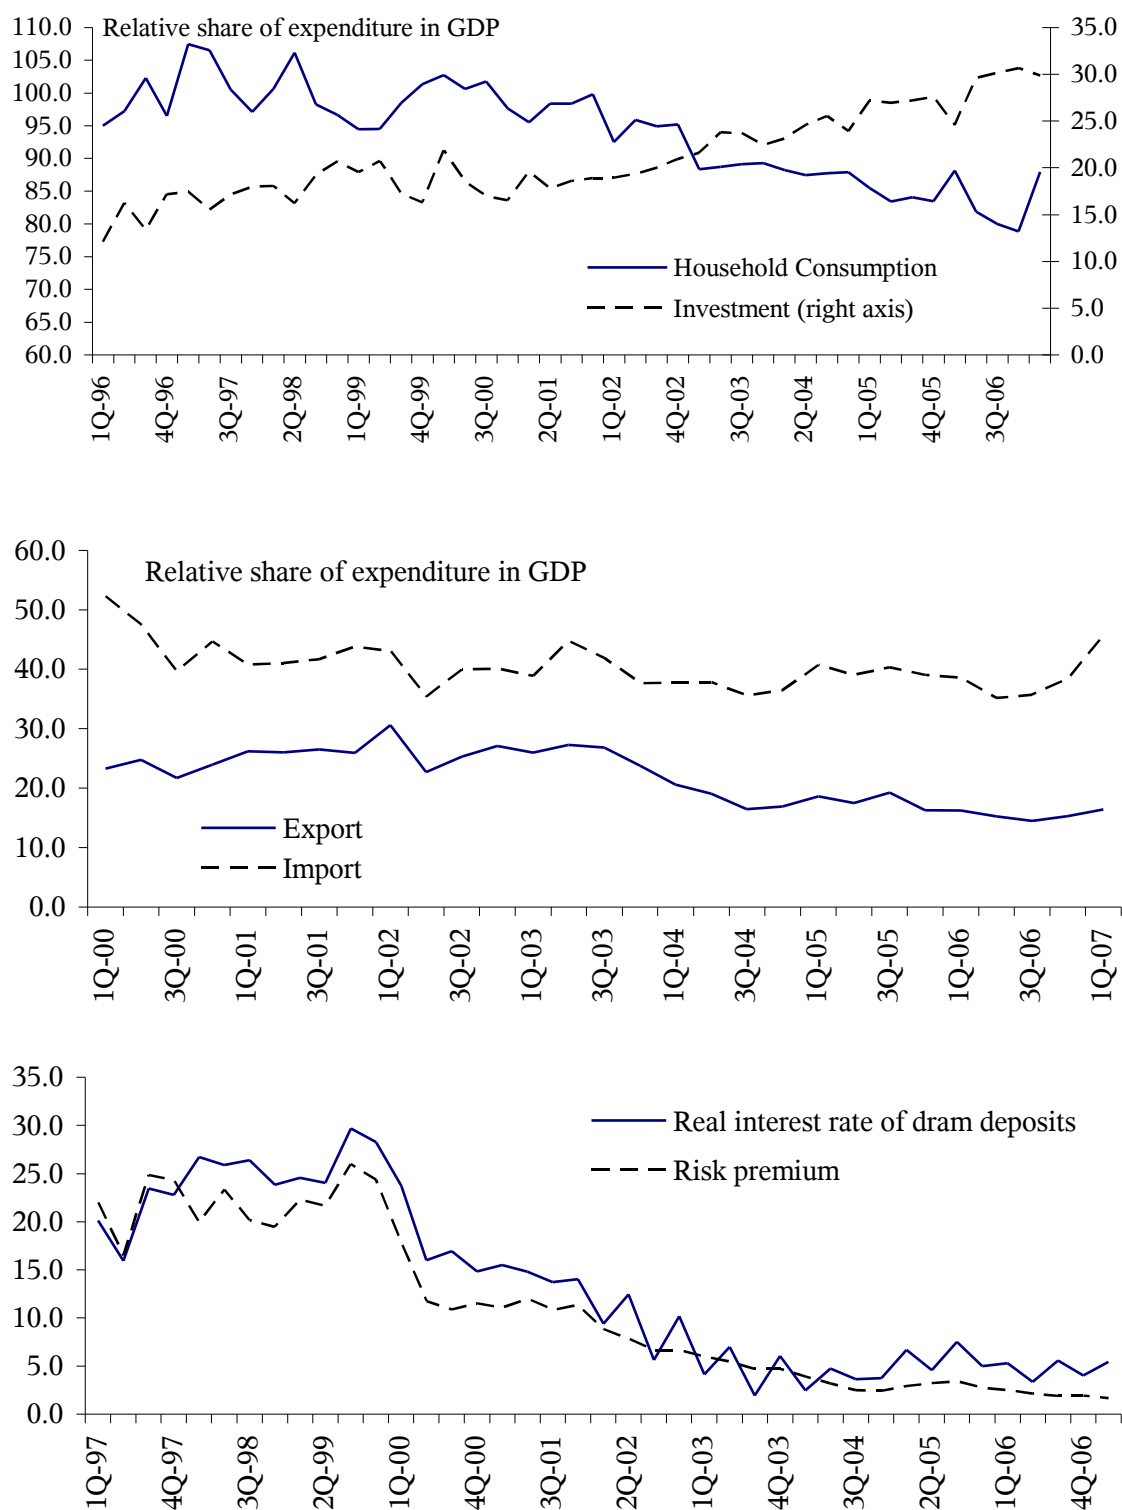 Relative share of expenditure in GDP
110.0
105.0
100.0
95.0
90.0
85.0
80.0
75.0
70.0
65.0
60.0
35.0
30.0
25.0
20.0
15.0
10.0
5.0
0.0
Household Consumption
Investment (right axis)
1Q-96
4Q-96
3Q-97
2Q-98
1Q-99
4Q-99
3Q-00
2Q-01
1Q-02
4Q-02
3Q-03
2Q-04
1Q-05
4Q-05
3Q-06
Relative share of expenditure in GDP
60.0
50.0
40.0
30.0
20.0
10.0
0.0
Export
Import
1Q-00
3Q-00
1Q-01
3Q-01
1Q-02
3Q-02
1Q-03
3Q-03
1Q-04
3Q-04
1Q-05
3Q-05
1Q-06
3Q-06
1Q-07
35.0
30.0
25.0
20.0
15.0
10.0
5.0
0.0
Real interest rate of dram deposits
Risk premium
1Q-97
4Q-97
3Q-98
2Q-99
1Q-00
4Q-00
3Q-01
2Q-02
1Q-03
4Q-03
3Q-04
2Q-05
1Q-06
4Q-06